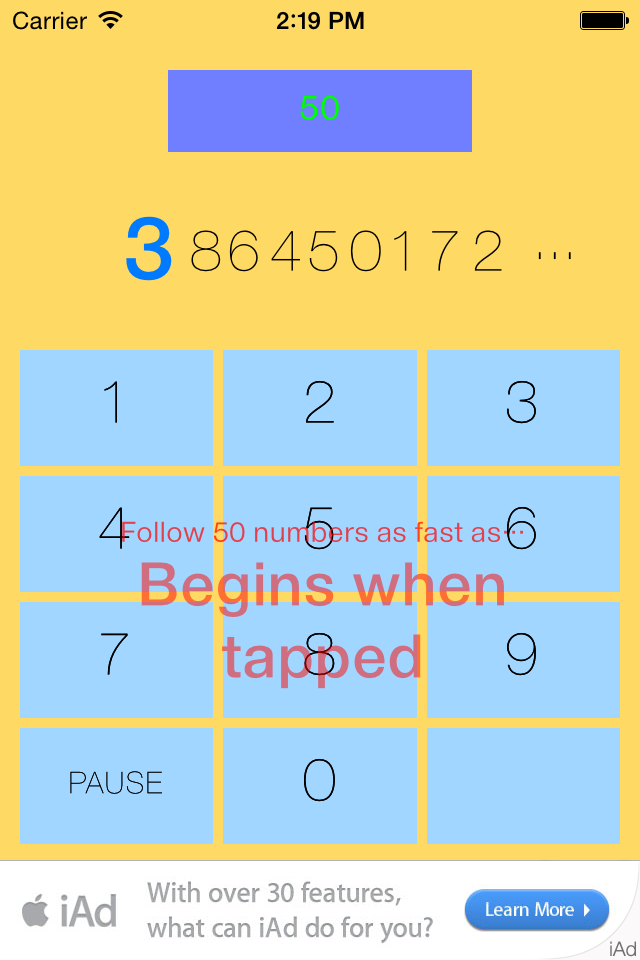 Carrier 2:19 PM
50
3 86450172 ...
1 2 3
4 5 6
Follow 50 numbers as fast as...
Begins when
tapped
7 8 9
PAUSE 0
iAd
With over 30 features,
what can iAd do for you?
Learn More
iAd